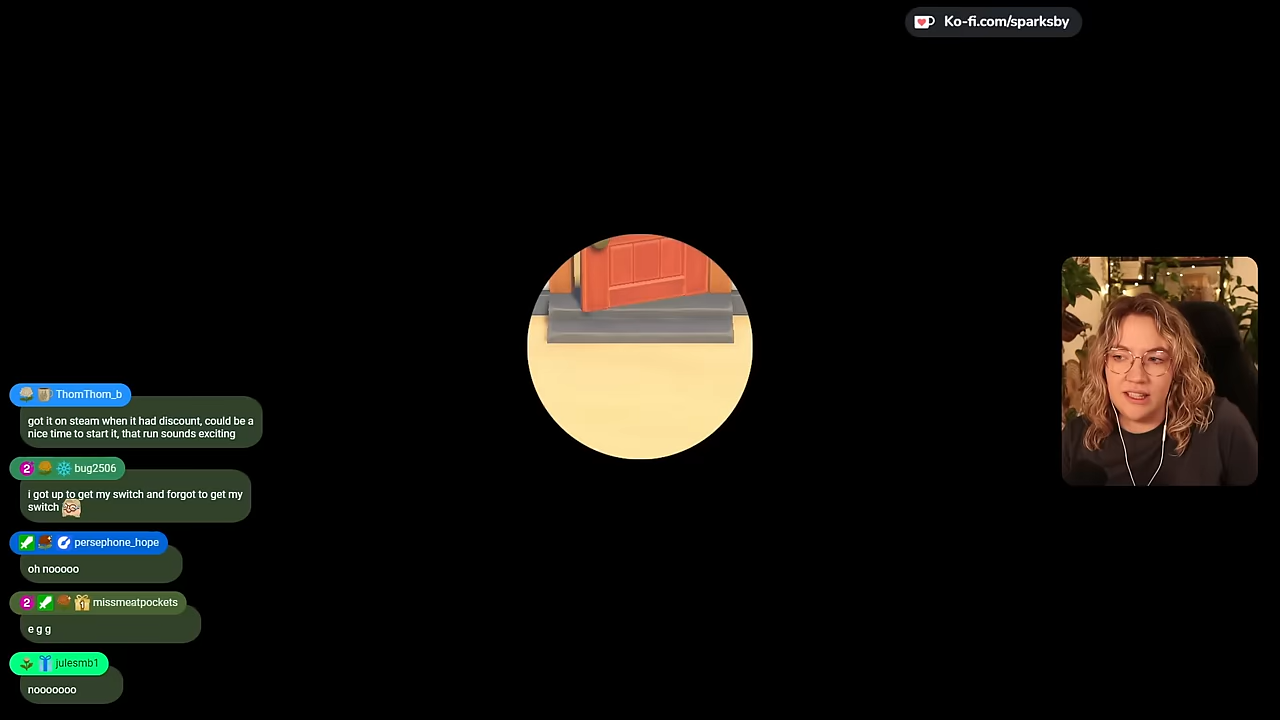 Ko-fi.com/sparksby
ThomThom_b
got it on steam when it had discount, could be a
nice time to start it, that run sounds exciting
2 bug2506
i got up to get my switch and forgot to get my
switch
persephone_hope
oh nooooo
2 missmeatpockets
e g g
julesmb1
nooooooo